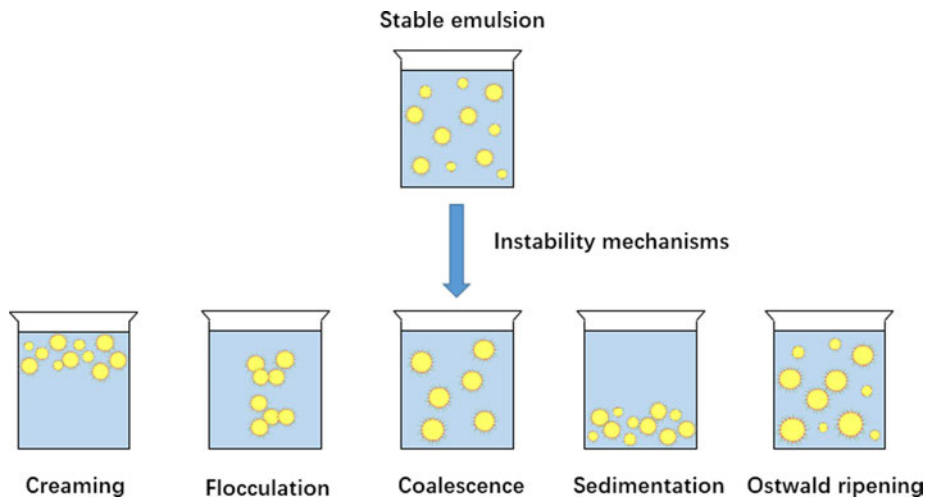 Stable emulsion
Instability mechanisms
Creaming
Flocculation
Coalescence
Sedimentation
Ostwald ripening